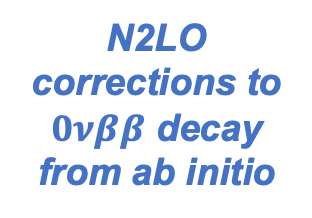 N2LO
corrections to
0νββ decay
from ab initio